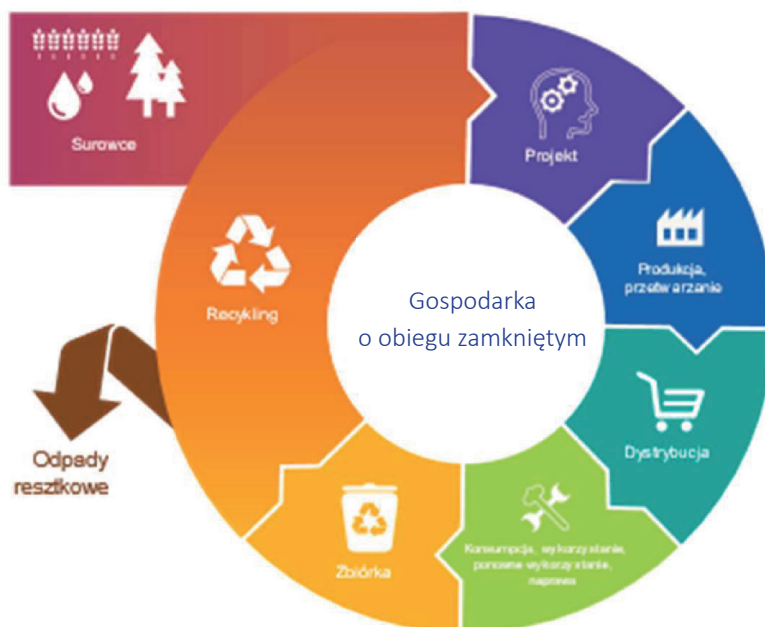 Surowce
Projekt
Produkcja,
przetwarzanie
Dystrybucja
Konsumpcja, wykorzystanie,
ponowne wykorzystanie,
naprawa
Zbiórka
Recykling
Odpady
resztkowe
Gospodarka
o obiegu zamkniętym